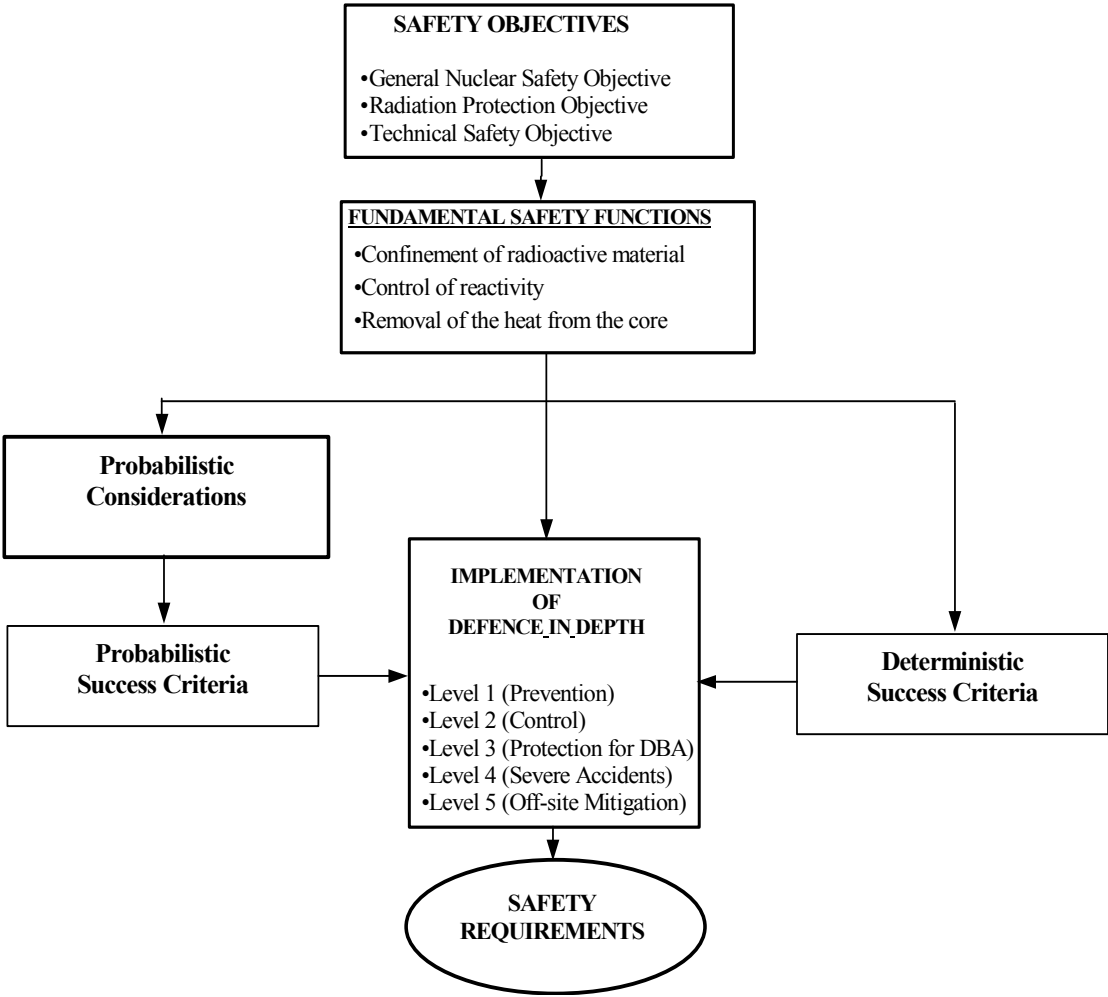 SAFETY OBJECTIVES
•General Nuclear Safety Objective
•Radiation Protection Objective
•Technical Safety Objective
FUNDAMENTAL SAFETY FUNCTIONS
•Confinement of radioactive material
•Control of reactivity
•Removal of the heat from the core
Probabilistic
Considerations
Probabilistic
Success Criteria
IMPLEMENTATION
OF
DEFENCE IN DEPTH
•Level 1 (Prevention)
•Level 2 (Control)
•Level 3 (Protection for DBA)
•Level 4 (Severe Accidents)
•Level 5 (Off-site Mitigation)
Deterministic
Success Criteria
SAFETY
REQUIREMENTS